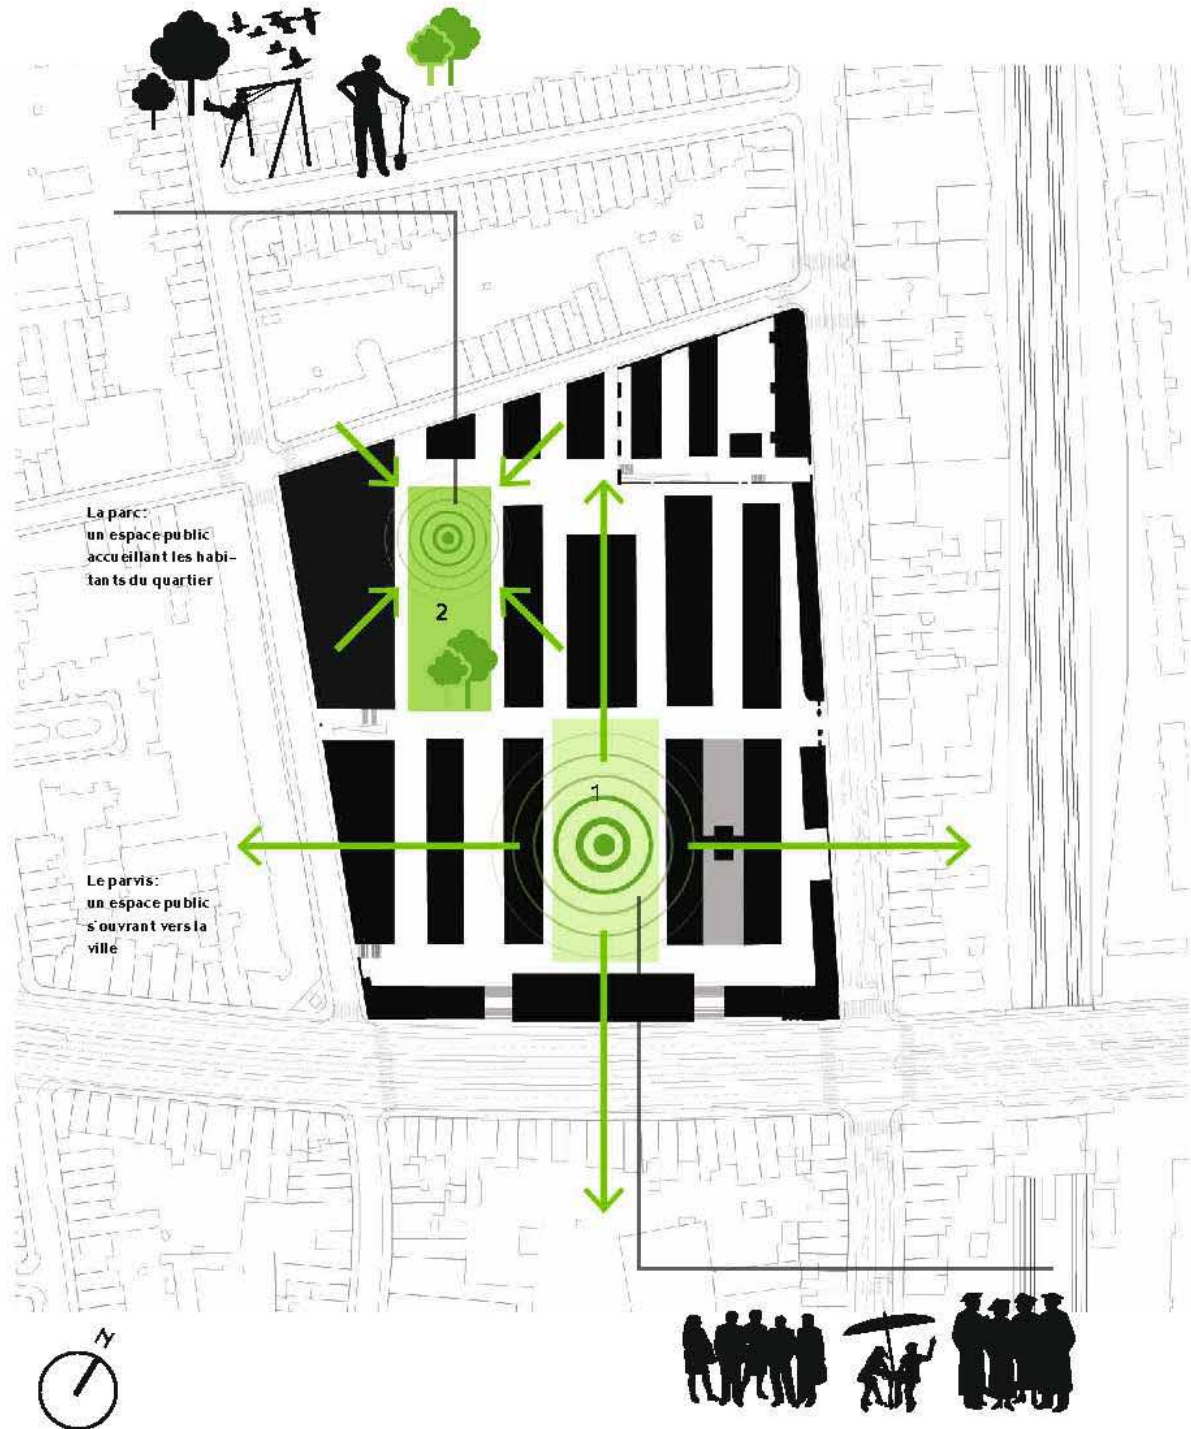 La parc:
un espace public
accueillant les habi-
tants du quartier
2
1
Le parvis:
un espace public
s'ouvrant vers la
ville
N